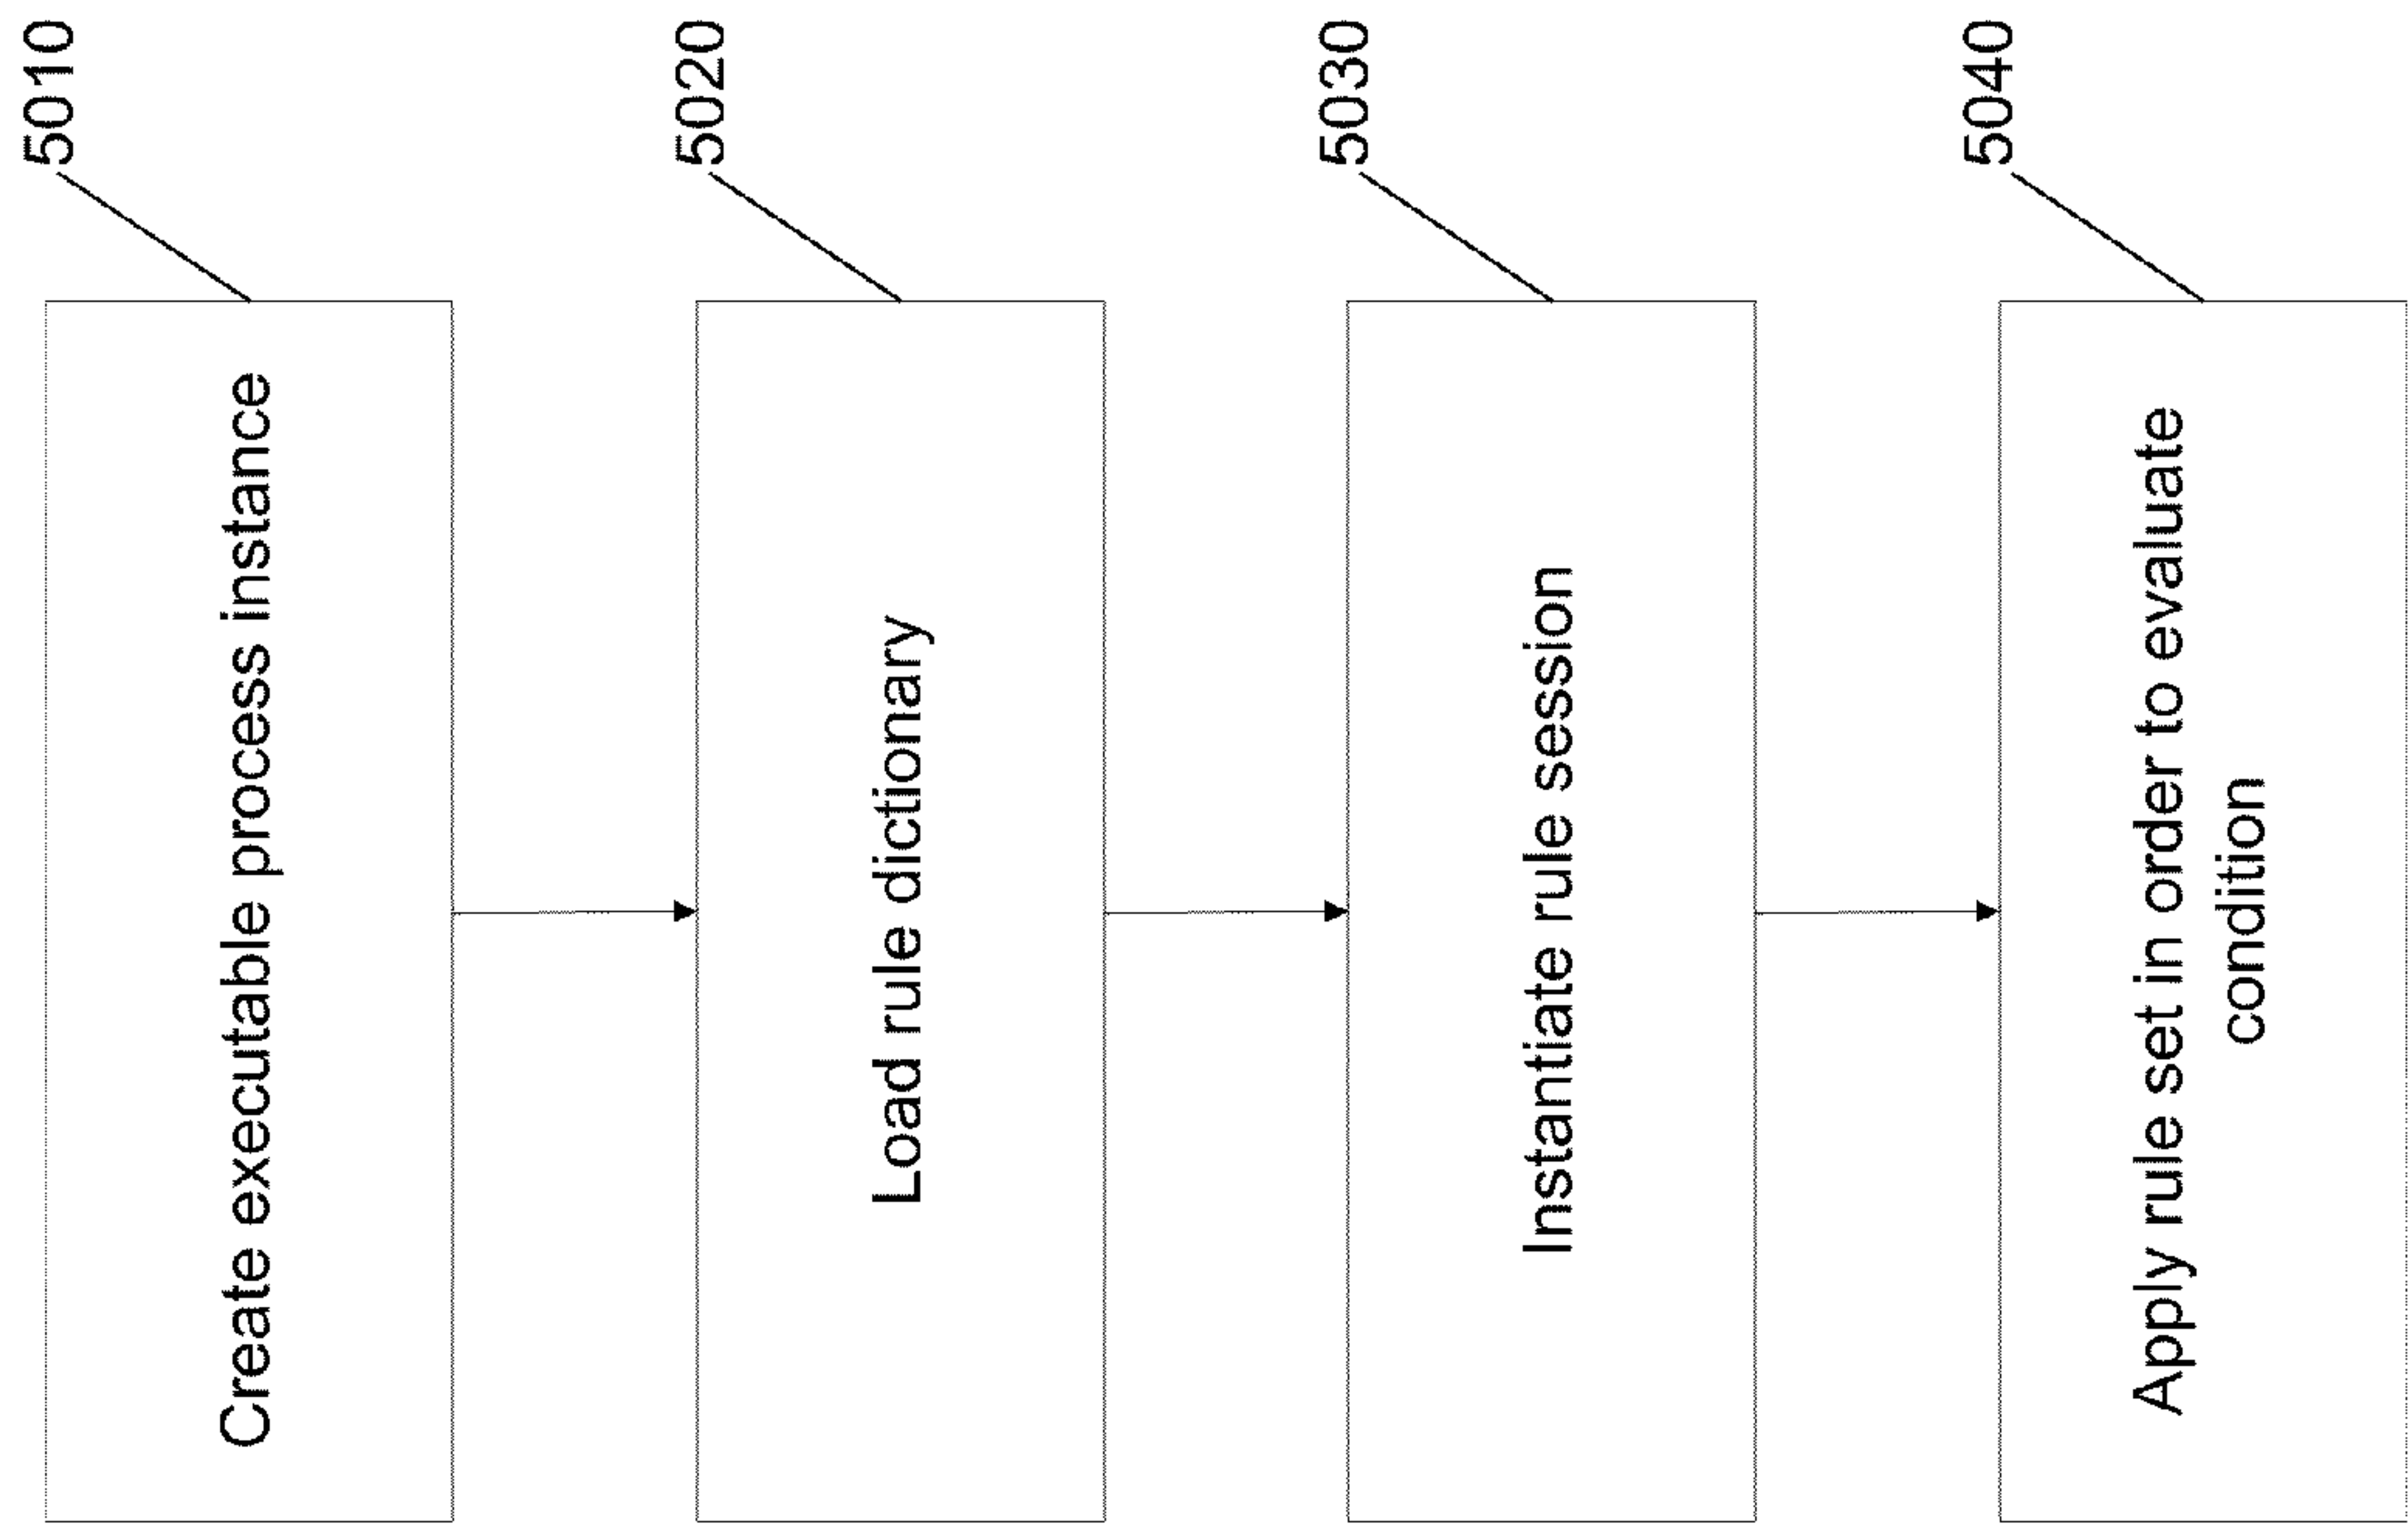 Create executable process instance
5010
Load rule dictionary
5020
Instantiate rule session
5030
Apply rule set in order to evaluate
condition
5040